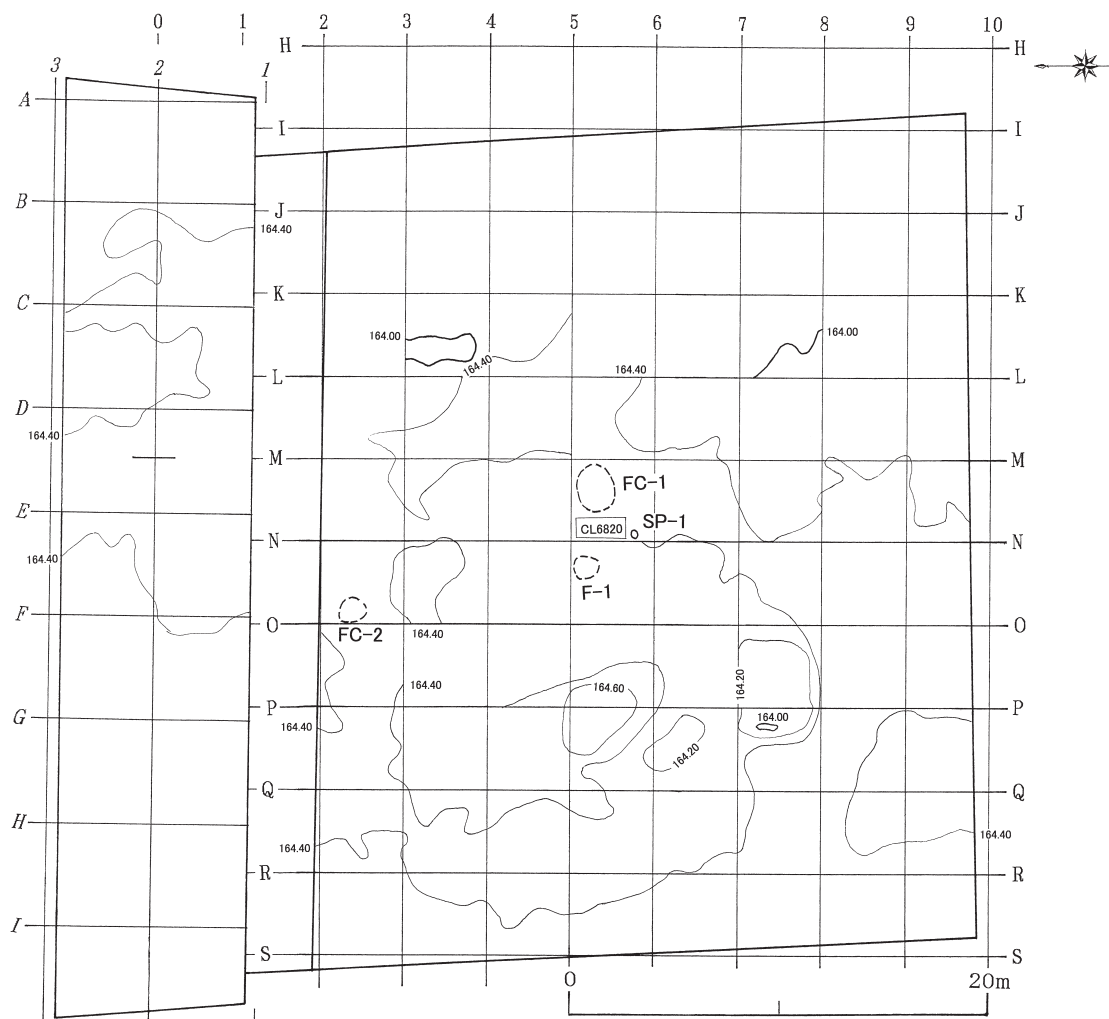 0 1
2 3 4 5 6 7 8 9 10
3 2 1
H H
A
I I
B
J J
164.40
K K
C
164.00
164.00
164.40
L L
164.40
D
164.40
M M
FC-1
E
CL6820
SP-1
N N
164.40
F-1
F
O O
FC-2
164.40
164.40
164.60
164.20
G
P P
164.00
164.40
164.20
Q Q
H
164.40
164.40
R R
I
S S
0 20m